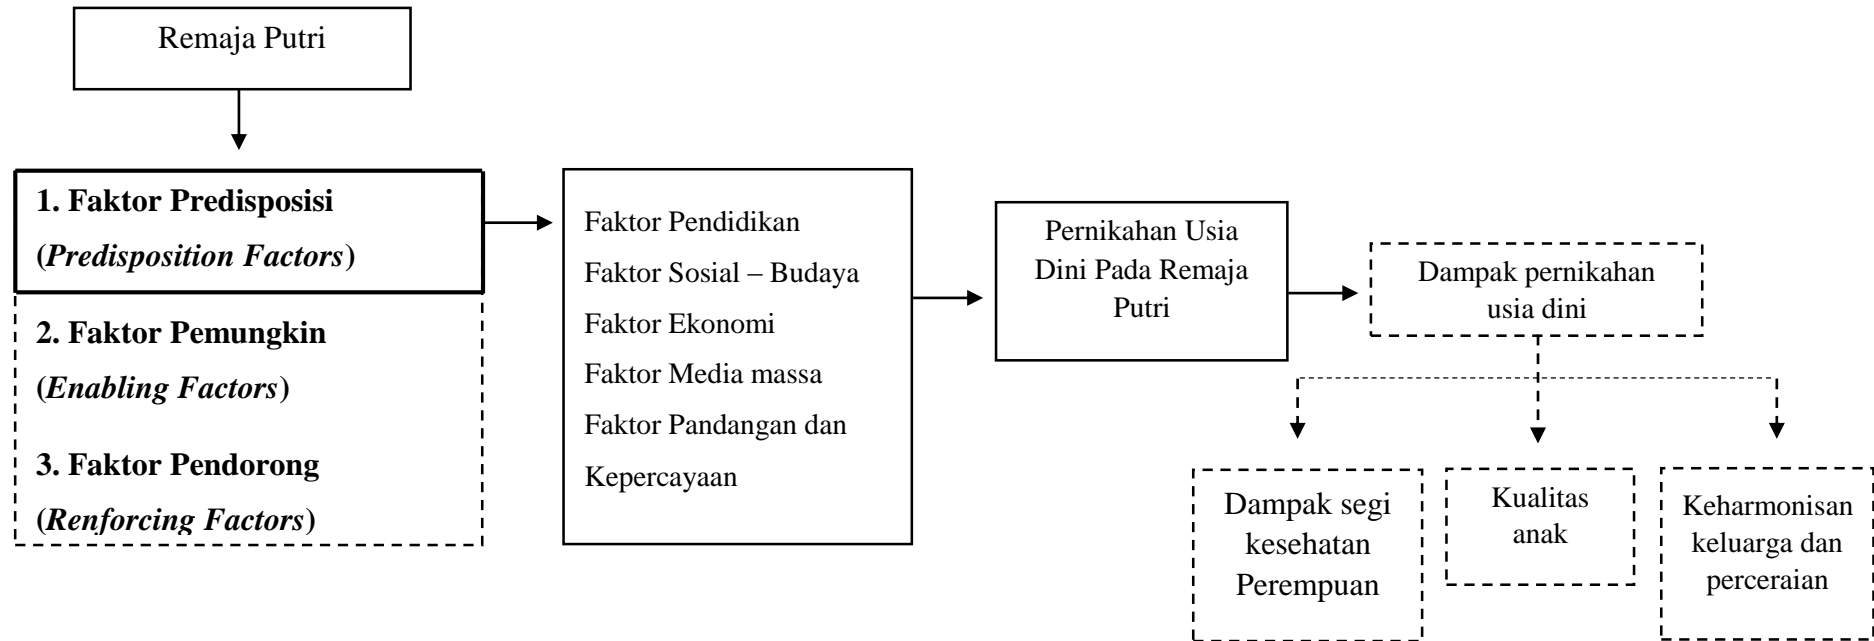 Remaja Putri
1. Faktor Predisposisi
(Predisposition Factors)
2. Faktor Pemungkin
(Enabling Factors)
3. Faktor Pendorong
(Renforcing Factors)
Faktor Pendidikan
Faktor Sosial – Budaya
Faktor Ekonomi
Faktor Media massa
Faktor Pandangan dan
Kepercayaan
Pernikahan Usia
Dini Pada Remaja
Putri
Dampak pernikahan
usia dini
Dampak segi
kesehatan
Perempuan
Kualitas
anak
Keharmonisan
keluarga dan
perceraian